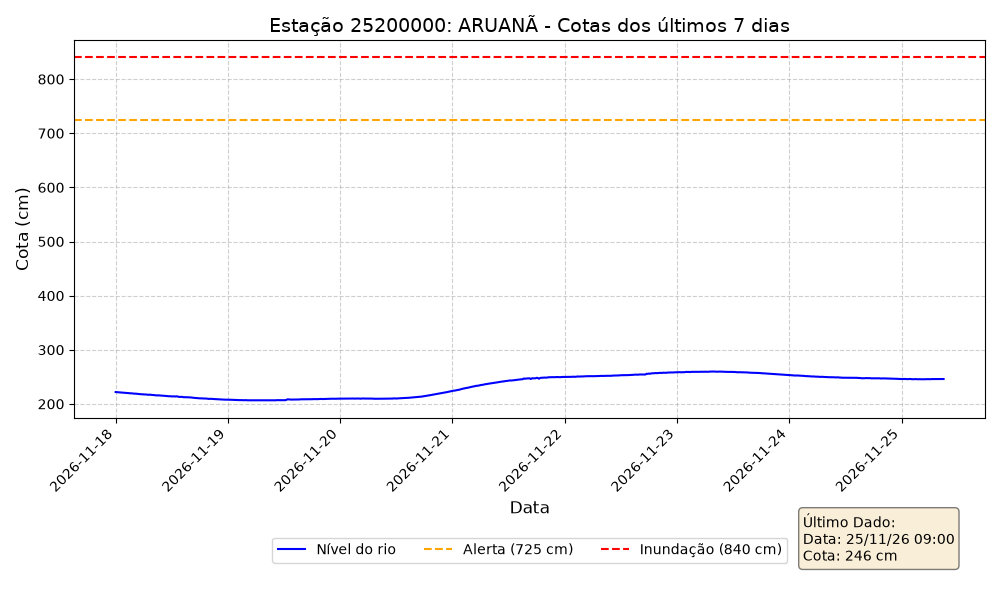 Estação 25200000: ARUANÃ - Cotas dos últimos 7 dias
Cota (cm)
800
700
600
500
400
300
200
2026-11-18
2026-11-19
2026-11-20
2026-11-21
2026-11-22
2026-11-23
2026-11-24
2026-11-25
Data
Nível do rio
Alerta (725 cm)
Inundação (840 cm)
Último Dado:
Data: 25/11/26 09:00
Cota: 246 cm